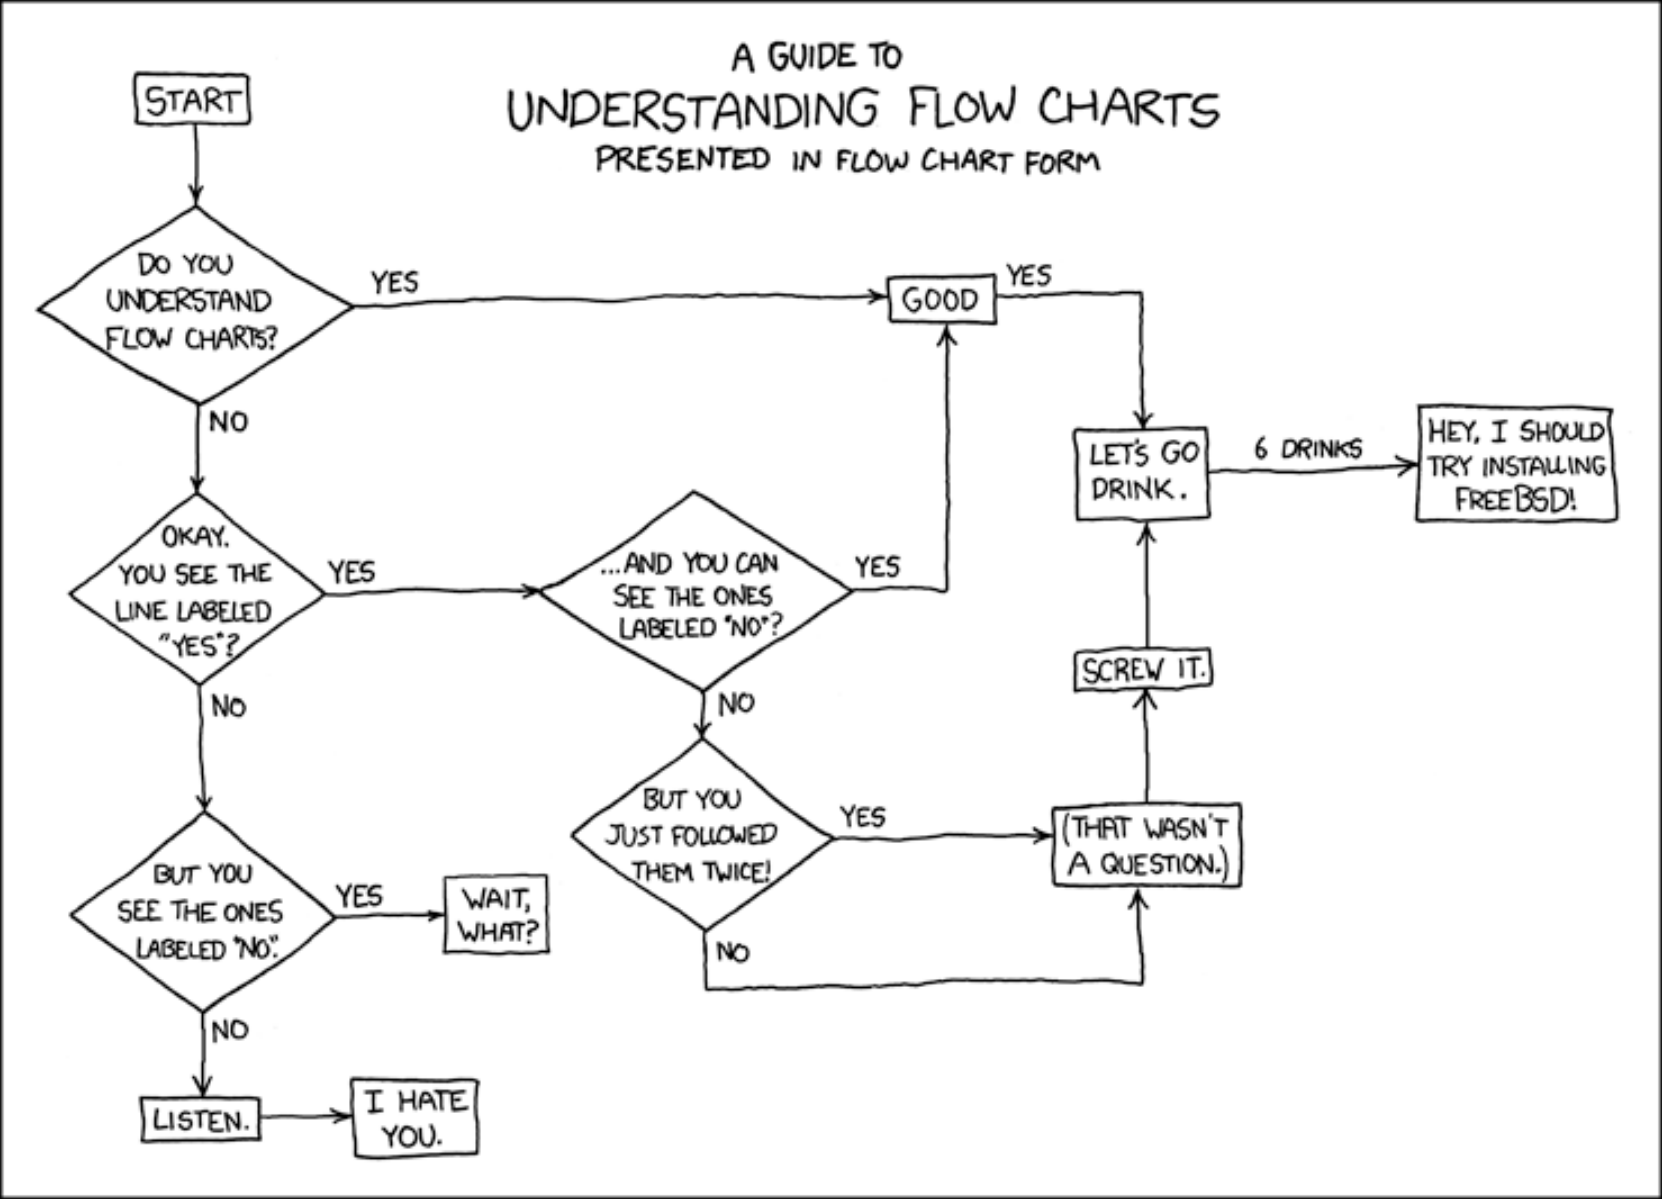 A GUIDE TO
UNDERSTANDING FLOW CHARTS
PRESENTED IN FLOW CHART FORM
START
DO YOU
UNDERSTAND
FLOW CHARTS?
YES
GOOD
YES
NO
LET'S GO
DRINK.
6 DRINKS
HEY, I SHOULD
TRY INSTALLING
FREEBSD!
OKAY.
YOU SEE THE
LINE LABELED
"YES"?
YES
...AND YOU CAN
SEE THE ONES
LABELED "NO"?
YES
NO
NO
SCREW IT.
BUT YOU
JUST FOLLOWED
THEM TWICE!
YES
(THAT WASN'T
A QUESTION.)
NO
BUT YOU
SEE THE ONES
LABELED "NO".
YES
WAIT,
WHAT?
NO
LISTEN.
I HATE
YOU.